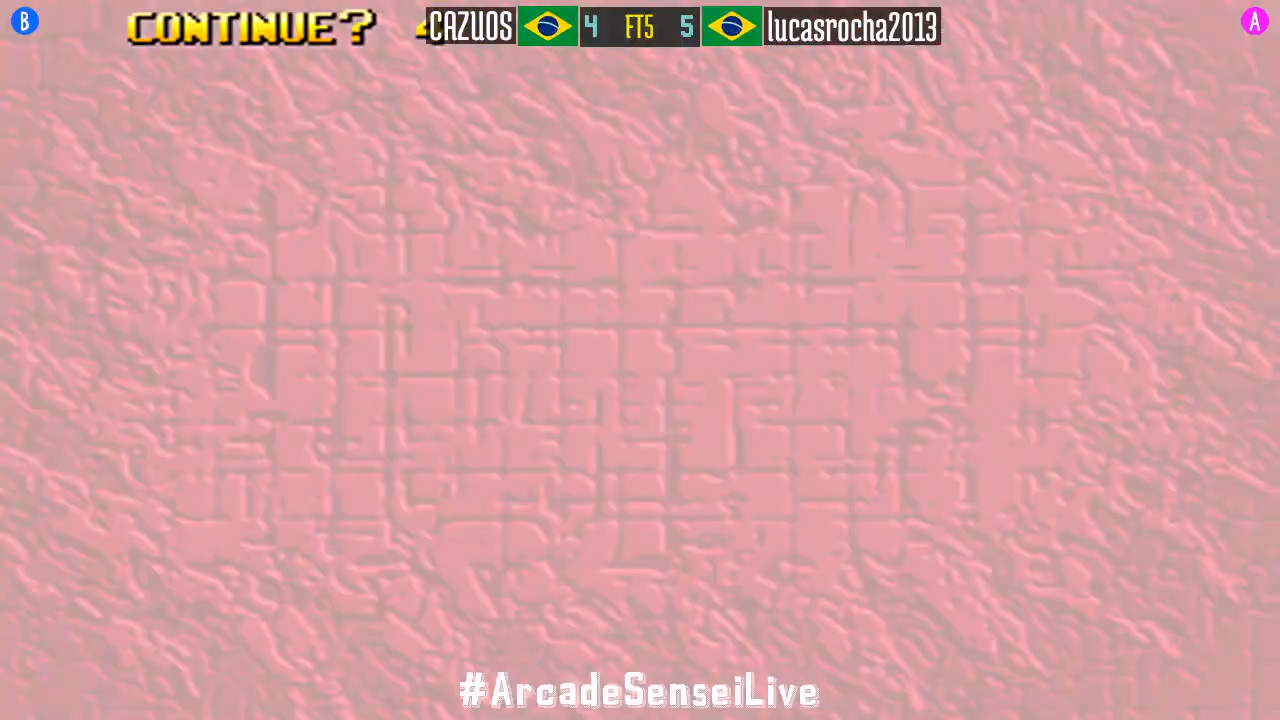 B CONTINUE? CAZUOS 4 FT5 5 lucasrocha2013 A
#ArcadeSenseiLive